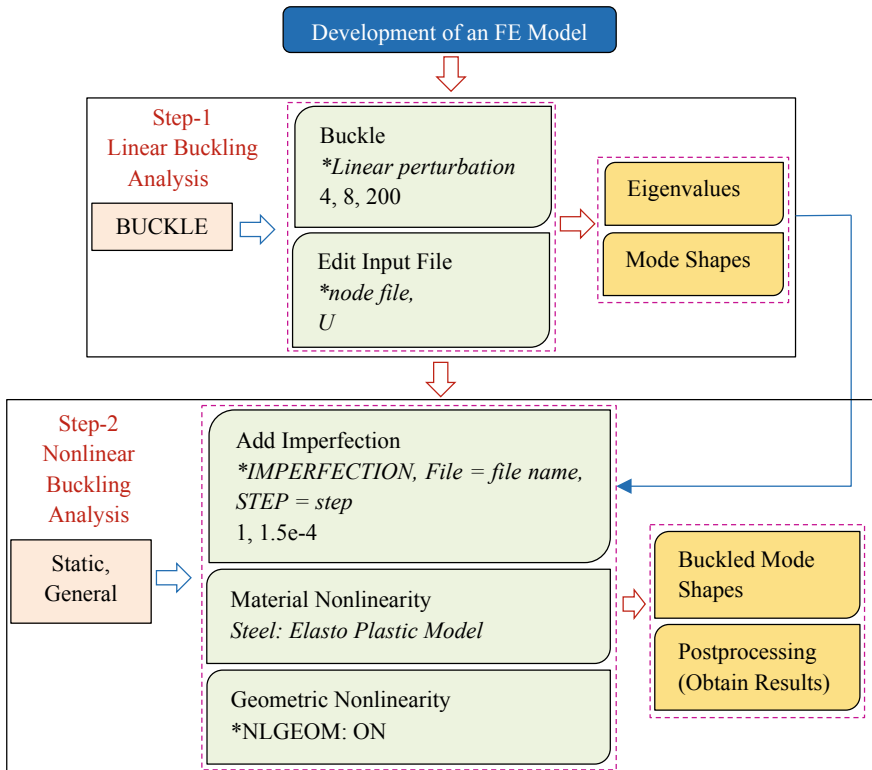 Development of an FE Model
Step-1
Linear Buckling
Analysis
BUCKLE
Buckle
*Linear perturbation
4, 8, 200
Edit Input File
*node file,
U
Eigenvalues
Mode Shapes
Step-2
Nonlinear
Buckling
Analysis
Static,
General
Add Imperfection
*IMPERFECTION, File = file name,
STEP = step
1, 1.5e-4
Material Nonlinearity
Steel: Elasto Plastic Model
Geometric Nonlinearity
*NLGEOM: ON
Buckled Mode
Shapes
Postprocessing
(Obtain Results)